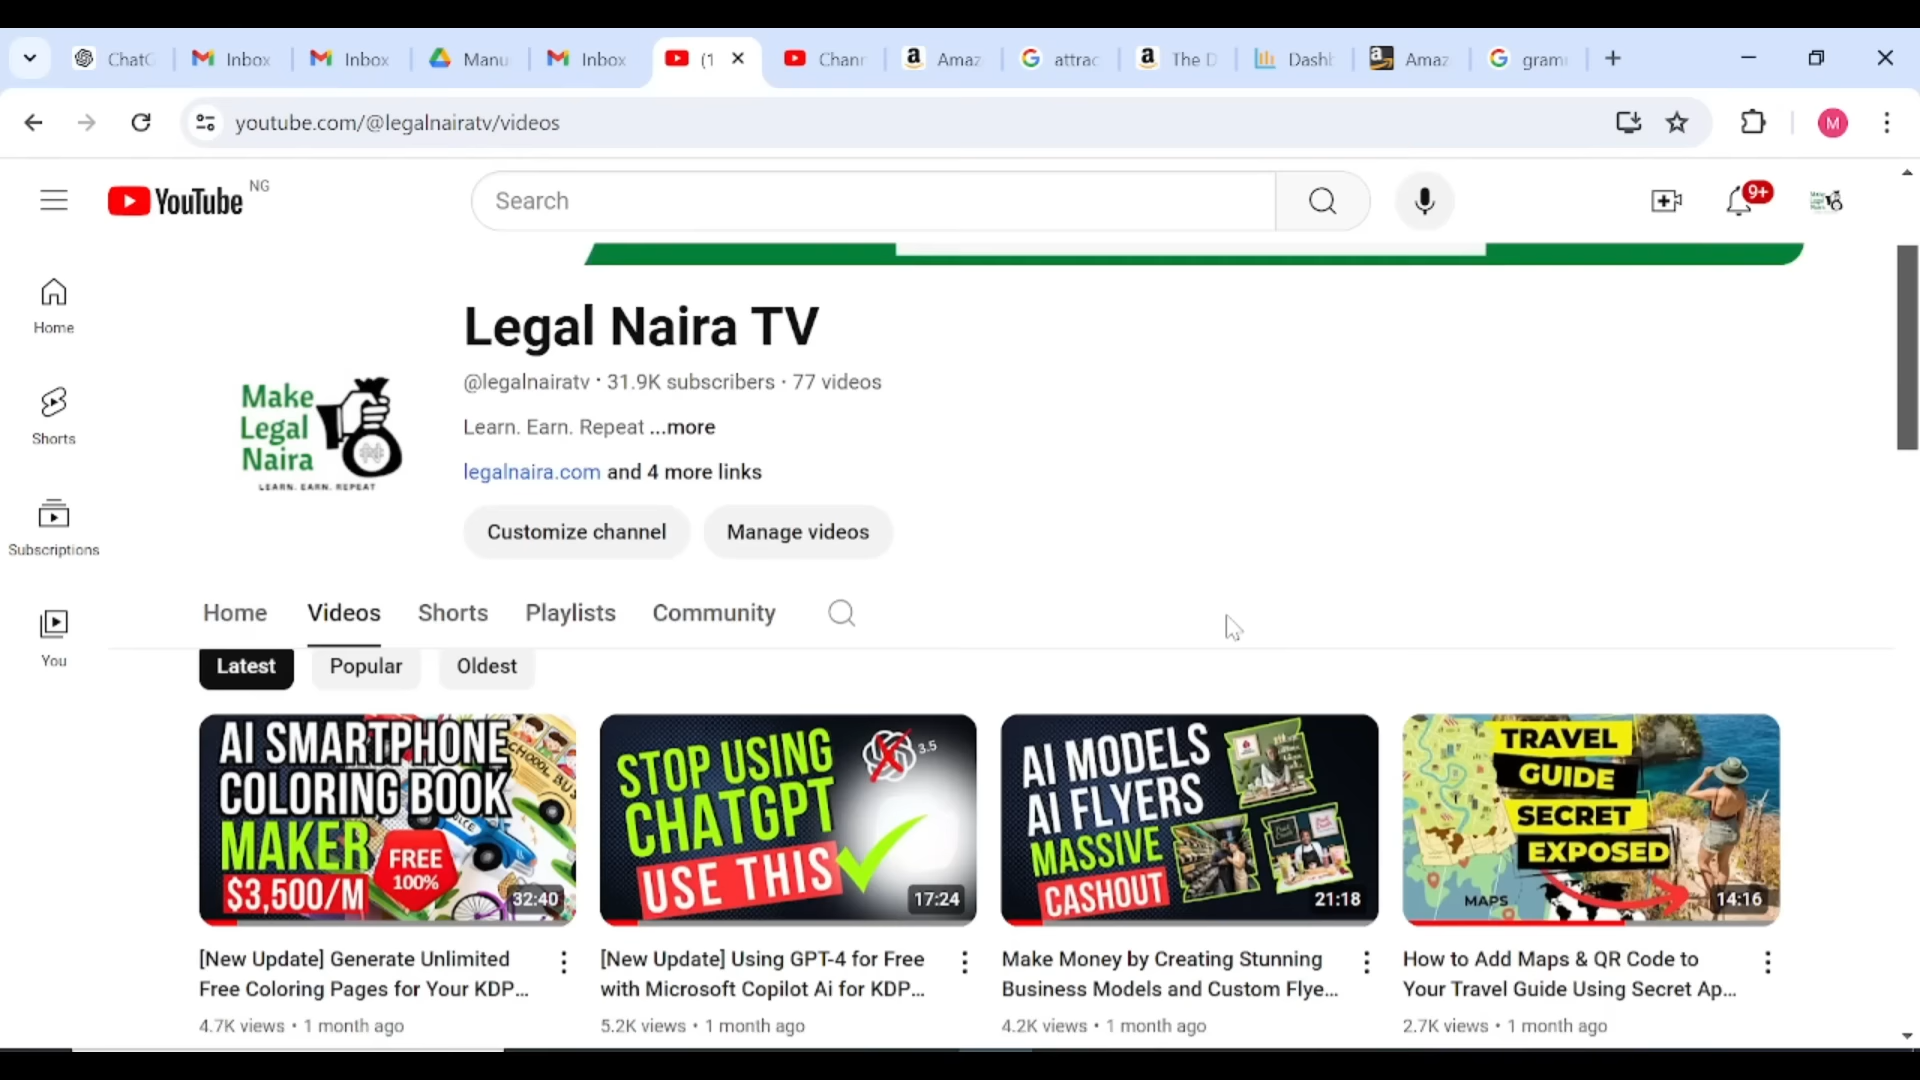 ChatG
Inbox
Inbox
Manu
Inbox
(1
Chan
Amaz
attrac
The D
Dashb
Amaz
gram
youtube.com/@legalnairatv/videos
M
YouTube NG
Search
9+
Home
Shorts
Subscriptions
You
Make
Legal
Naira
LEARN. EARN. REPEAT
Legal Naira TV
@legalnairatv · 31.9K subscribers · 77 videos
Learn. Earn. Repeat ...more
legalnaira.com and 4 more links
Customize channel
Manage videos
Home
Videos
Shorts
Playlists
Community
Latest
Popular
Oldest
AI SMARTPHONE
COLORING BOOK
MAKER
$3,500/M
FREE
100%
32:40
STOP USING
CHATGPT
USE THIS
3.5
17:24
AI MODELS
AI FLYERS
MASSIVE
CASHOUT
21:18
TRAVEL
GUIDE
SECRET
EXPOSED
MAPS
14:16
[New Update] Generate Unlimited
Free Coloring Pages for Your KDP...
4.7K views • 1 month ago
[New Update] Using GPT-4 for Free
with Microsoft Copilot Ai for KDP...
5.2K views • 1 month ago
Make Money by Creating Stunning
Business Models and Custom Flye...
4.2K views • 1 month ago
How to Add Maps & QR Code to
Your Travel Guide Using Secret Ap...
2.7K views • 1 month ago